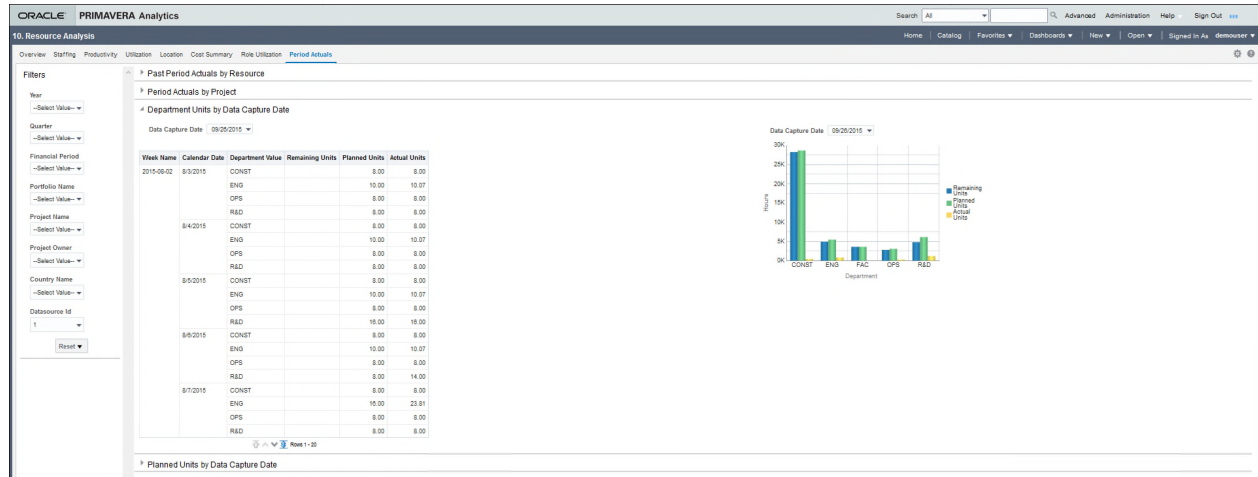 ORACLE PRIMAVERA Analytics
Search All Advanced Administration Help Sign Out
10. Resource Analysis
Home Catalog Favorites Dashboards New Open Signed In As demouser
Overview Staffing Productivity Utilization Location Cost Summary Role Utilization Period Actuals
Filters
Year
--Select Value--
Quarter
--Select Value--
Financial Period
--Select Value--
Portfolio Name
--Select Value--
Project Name
--Select Value--
Project Owner
--Select Value--
Country Name
--Select Value--
Datasource Id
1
Reset
Past Period Actuals by Resource
Period Actuals by Project
Department Units by Data Capture Date
Data Capture Date 09/26/2015
Week Name Calendar Date Department Value Remaining Units Planned Units Actual Units
2015-08-02 8/3/2015 CONST 8.00 8.00
ENG 10.00 10.07
OPS 8.00 8.00
R&D 8.00 8.00
8/4/2015 CONST 8.00 8.00
ENG 10.00 10.07
OPS 8.00 8.00
R&D 8.00 8.00
8/5/2015 CONST 8.00 8.00
ENG 10.00 10.07
OPS 8.00 8.00
R&D 16.00 16.00
8/6/2015 CONST 8.00 8.00
ENG 10.00 10.07
OPS 8.00 8.00
R&D 8.00 14.00
8/7/2015 CONST 8.00 8.00
ENG 16.00 23.81
OPS 8.00 8.00
R&D 8.00 8.00
Rows 1 - 20
Data Capture Date 09/26/2015
30K
25K
20K
15K
10K
5K
0K
Hours
CONST ENG FAC OPS R&D
Department
Remaining
Units
Planned
Units
Actual
Units
Planned Units by Data Capture Date